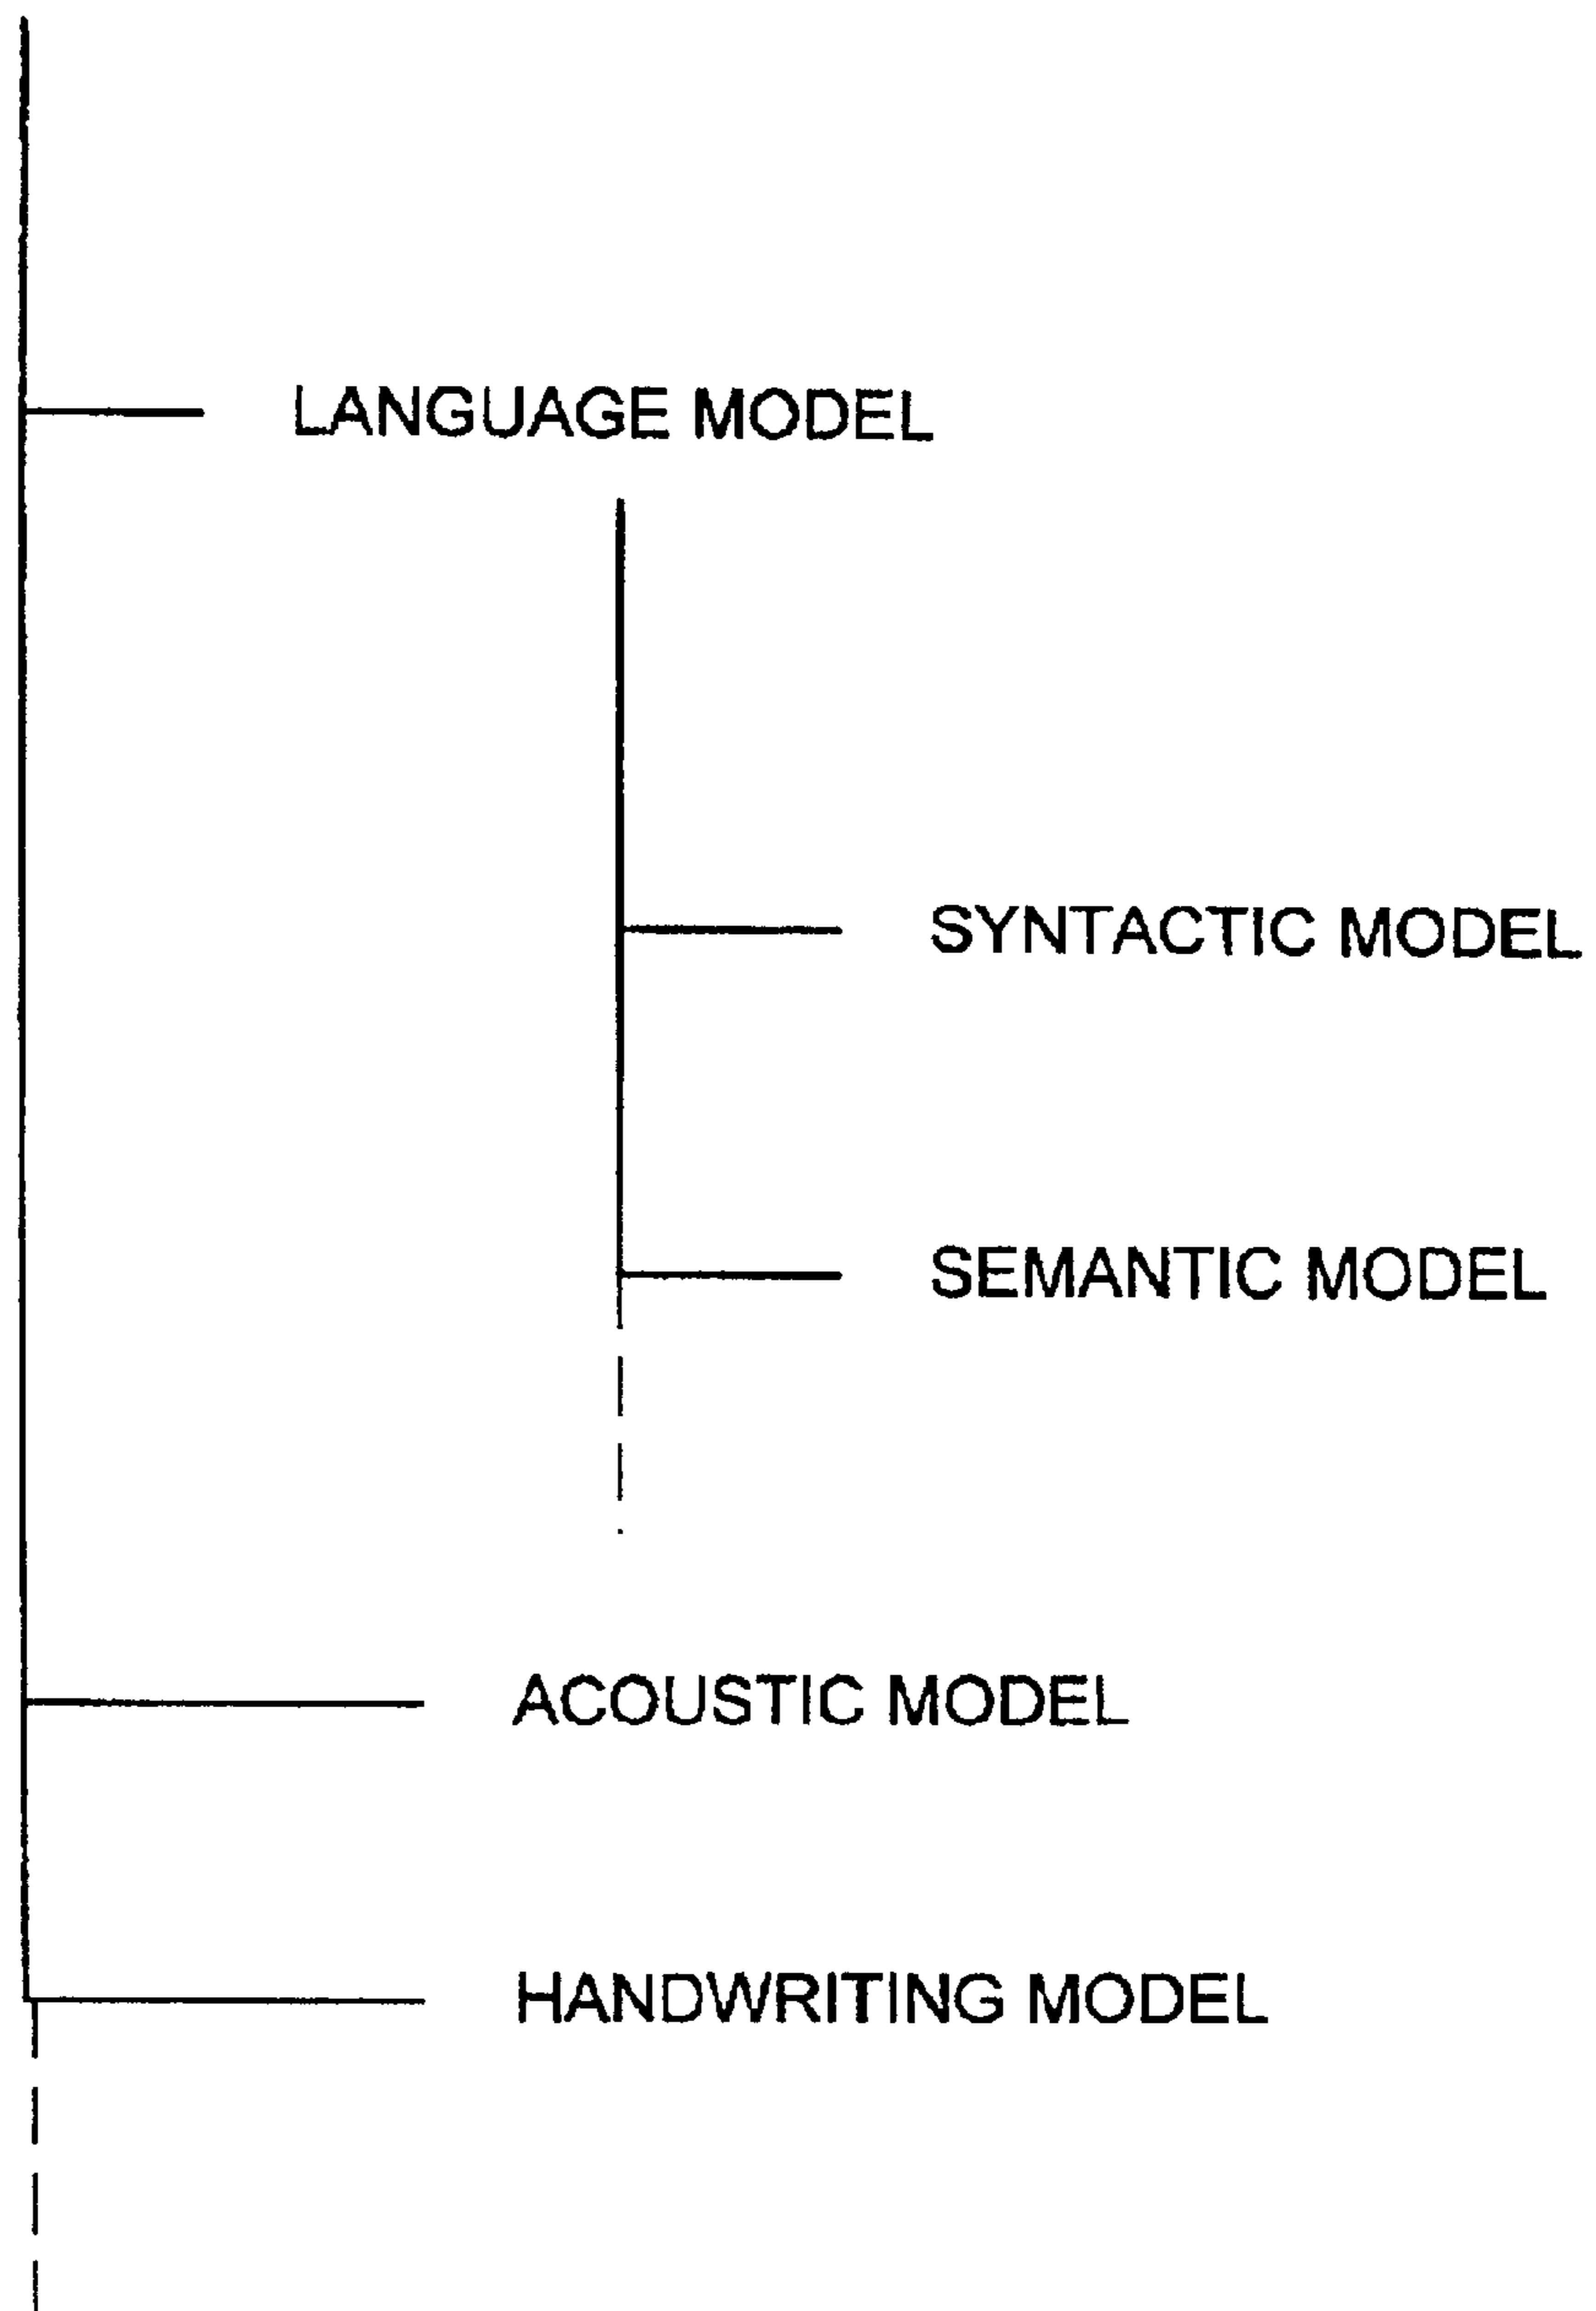 LANGUAGE MODEL
SYNTACTIC MODEL
SEMANTIC MODEL
ACOUSTIC MODEL
HANDWRITING MODEL